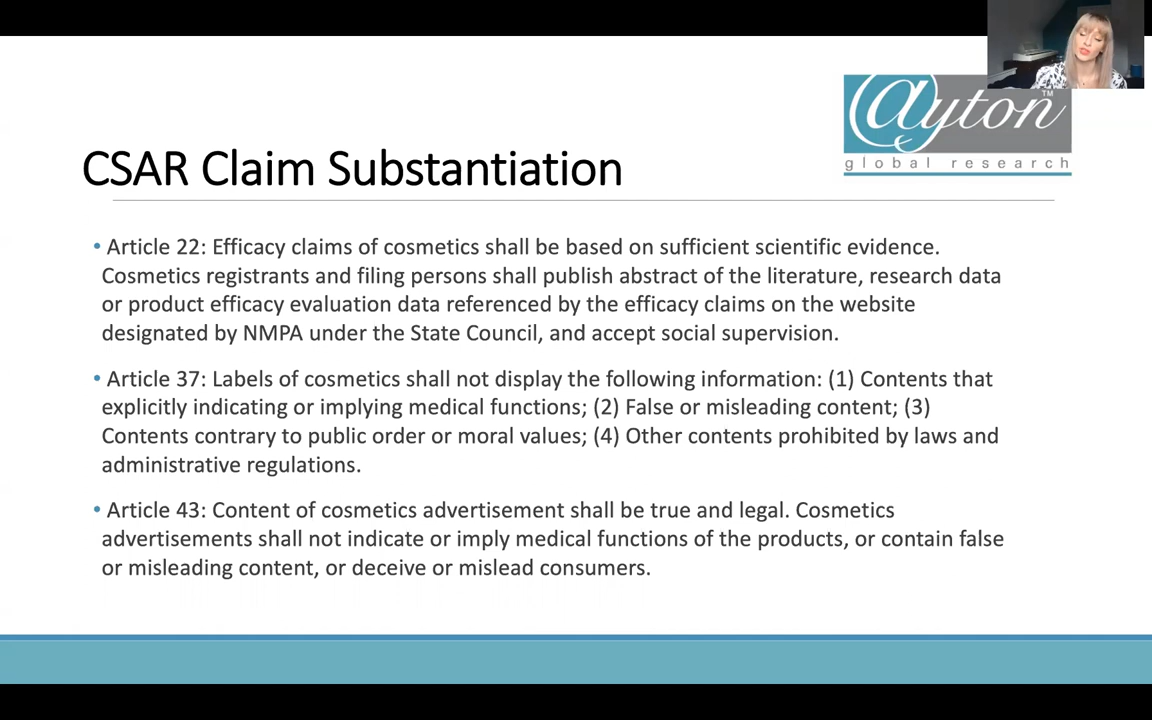 @yton™
global research
CSAR Claim Substantiation
• Article 22: Efficacy claims of cosmetics shall be based on sufficient scientific evidence.
Cosmetics registrants and filing persons shall publish abstract of the literature, research data
or product efficacy evaluation data referenced by the efficacy claims on the website
designated by NMPA under the State Council, and accept social supervision.
• Article 37: Labels of cosmetics shall not display the following information: (1) Contents that
explicitly indicating or implying medical functions; (2) False or misleading content; (3)
Contents contrary to public order or moral values; (4) Other contents prohibited by laws and
administrative regulations.
• Article 43: Content of cosmetics advertisement shall be true and legal. Cosmetics
advertisements shall not indicate or imply medical functions of the products, or contain false
or misleading content, or deceive or mislead consumers.